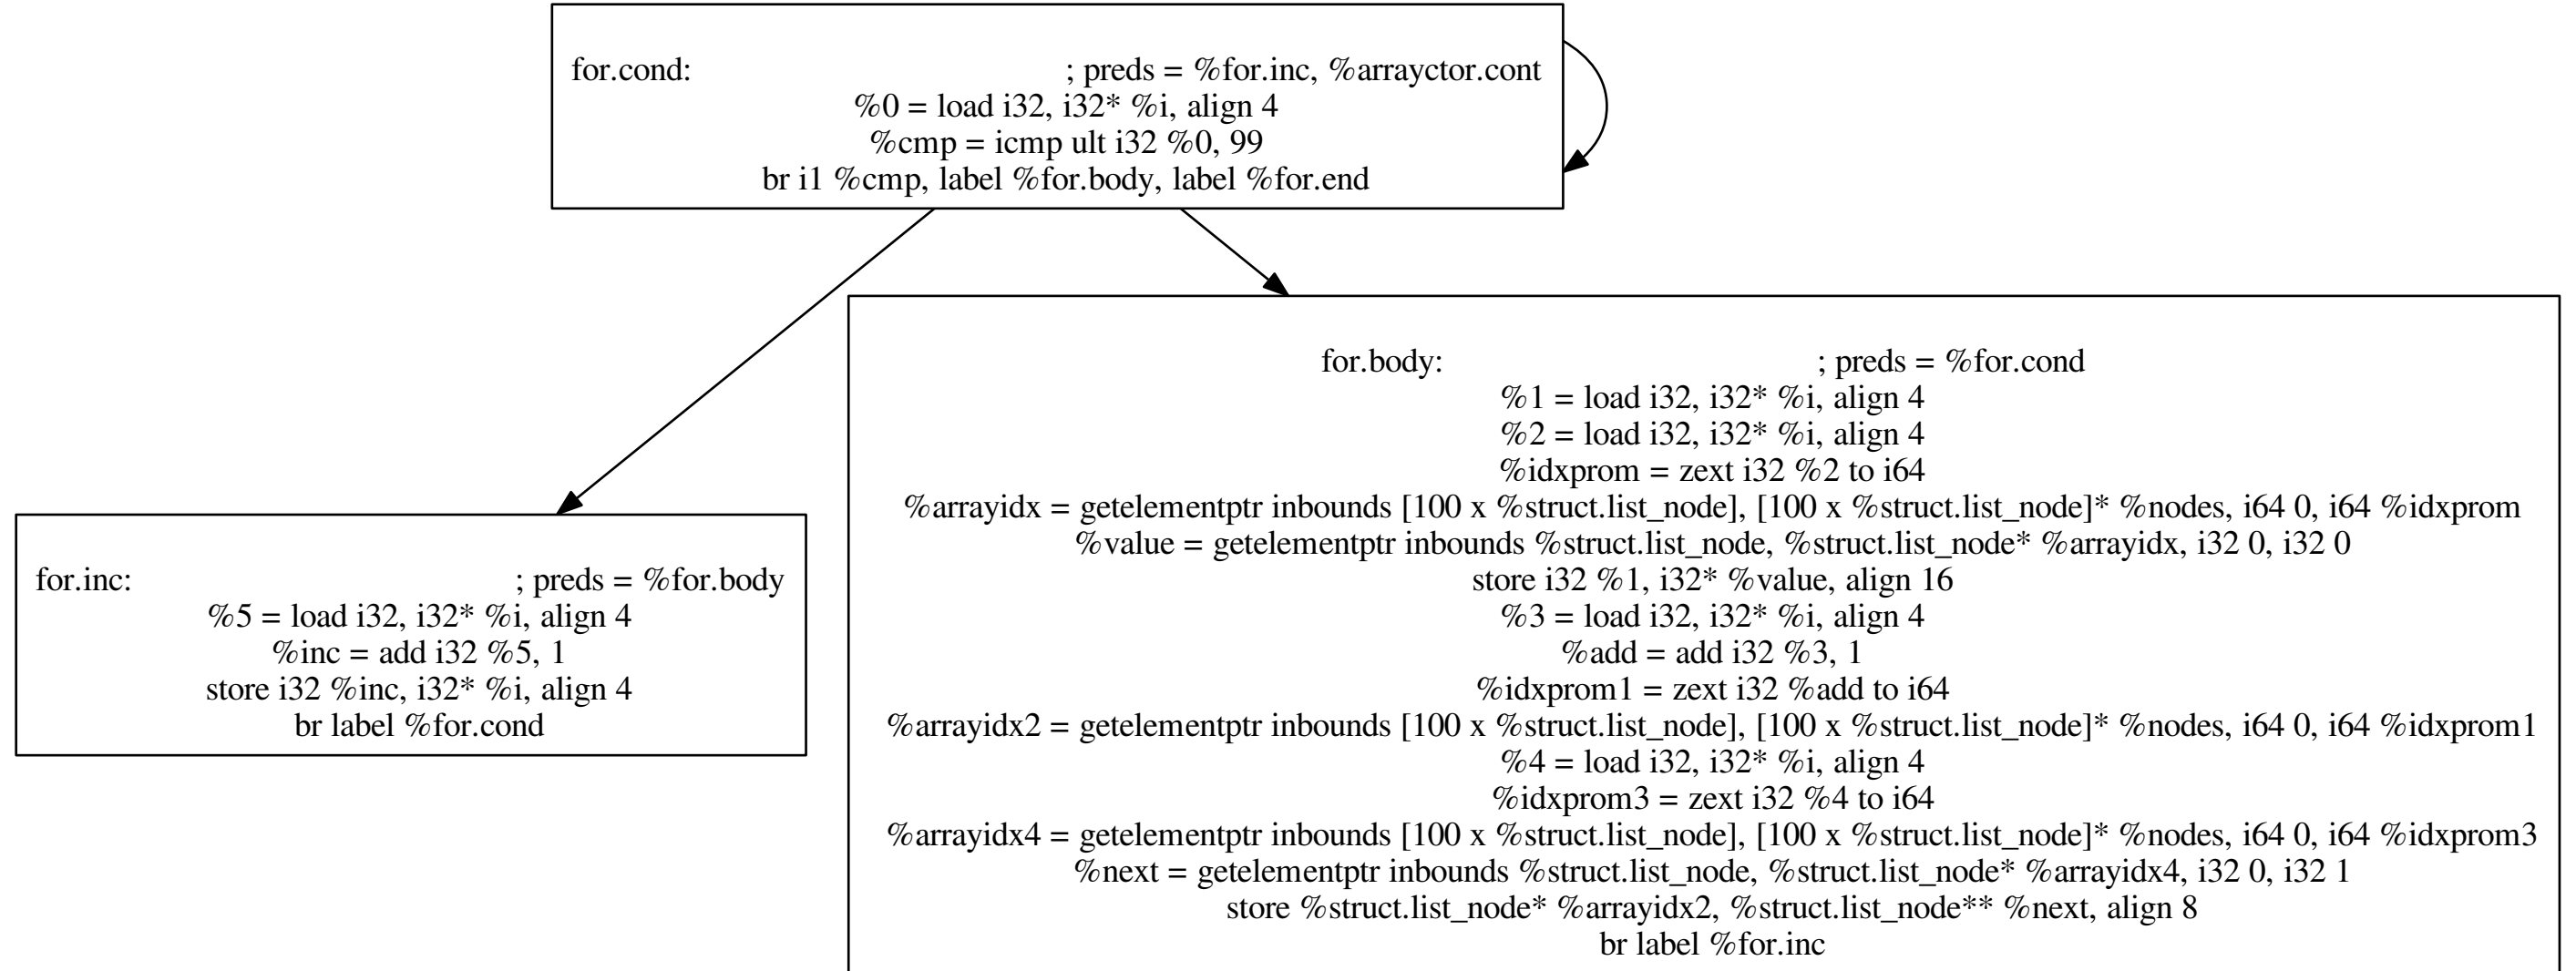 for.cond: ; preds = %for.inc, %arrayctor.cont
%0 = load i32, i32* %i, align 4
%cmp = icmp ult i32 %0, 99
br i1 %cmp, label %for.body, label %for.end
for.inc: ; preds = %for.body
%5 = load i32, i32* %i, align 4
%inc = add i32 %5, 1
store i32 %inc, i32* %i, align 4
br label %for.cond
for.body: ; preds = %for.cond
%1 = load i32, i32* %i, align 4
%2 = load i32, i32* %i, align 4
%idxprom = zext i32 %2 to i64
%arrayidx = getelementptr inbounds [100 x %struct.list_node], [100 x %struct.list_node]* %nodes, i64 0, i64 %idxprom
%value = getelementptr inbounds %struct.list_node, %struct.list_node* %arrayidx, i32 0, i32 0
store i32 %1, i32* %value, align 16
%3 = load i32, i32* %i, align 4
%add = add i32 %3, 1
%idxprom1 = zext i32 %add to i64
%arrayidx2 = getelementptr inbounds [100 x %struct.list_node], [100 x %struct.list_node]* %nodes, i64 0, i64 %idxprom1
%4 = load i32, i32* %i, align 4
%idxprom3 = zext i32 %4 to i64
%arrayidx4 = getelementptr inbounds [100 x %struct.list_node], [100 x %struct.list_node]* %nodes, i64 0, i64 %idxprom3
%next = getelementptr inbounds %struct.list_node, %struct.list_node* %arrayidx4, i32 0, i32 1
store %struct.list_node* %arrayidx2, %struct.list_node** %next, align 8
br label %for.inc